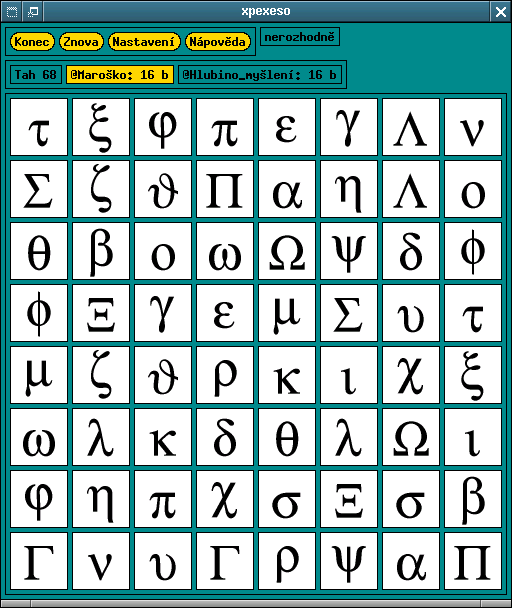 xpexeso
Konec Znova Nastavení Nápověda nerozhodně
Tah 68 @Maroško: 16 b @Hlubino_myšlení: 16 b
τ ξ φ π ε γ Λ ν
Σ ζ ϑ Π α η Λ ο
θ β ο ω Ω ψ δ ϕ
ϕ Ξ γ ε μ Σ υ τ
μ ζ ϑ ρ κ ι χ ξ
ω λ κ δ θ λ Ω ι
φ η π χ σ Ξ σ β
Γ ν υ Γ ρ ψ α Π